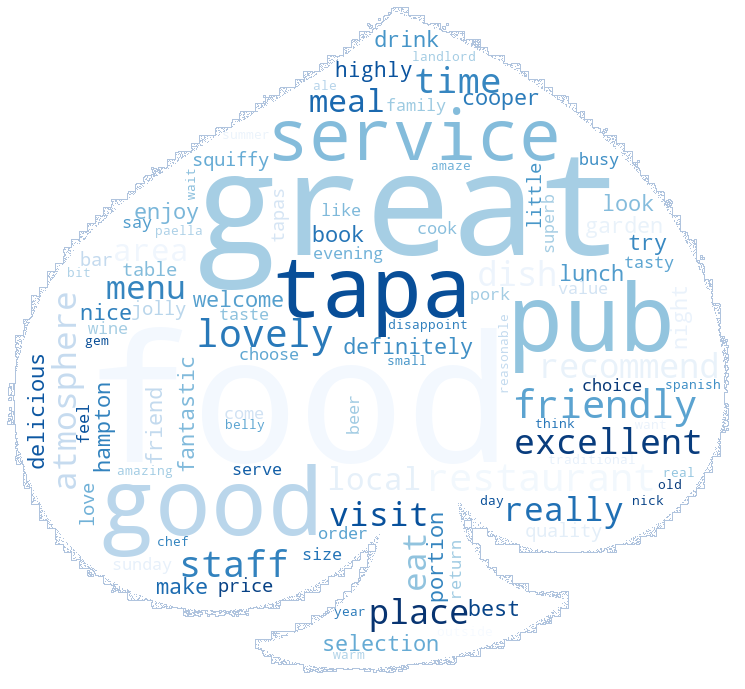 drink
landlord
highly
time
ale
meal
family
cooper
summer
service
squiffy
amaze
busy
wait
great
little
tapas
superb
enjoy
like
look
say
paella
book
cook
garden
area
bar
evening
try
bit
table
tapa
dish
lunch
tasty
menu
welcome
pork
value
night
nice
jolly
taste
pub
wine
lovely
disappoint
reasonable
gem
choose
definitely
atmosphere
small
recommend
food
delicious
feel
hampton
friend
fantastic
come
belly
beer
choice
spanish
friendly
think
want
excellent
traditional
amazing
serve
local
restaurant
real
love
good
old
visit
day
really
nick
chef
order
eat
portion
return
quality
sunday
staff
size
make
price
year
place
best
selection
warm